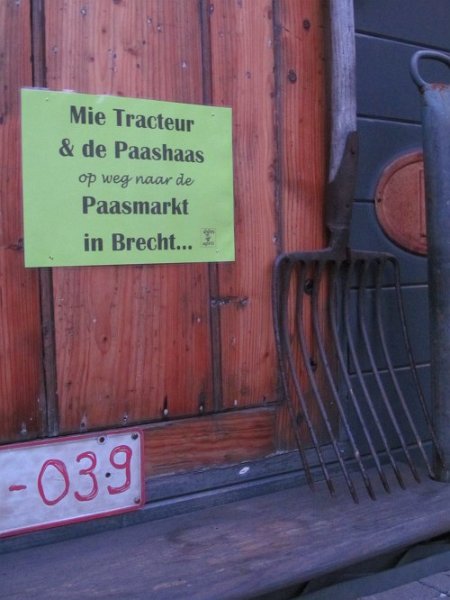 Mie Tracteur
& de Paashaas
op weg naar de
Paasmarkt
in Brecht...
-039